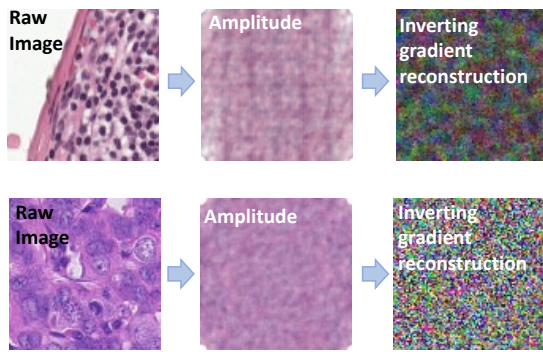 Raw
Image
Amplitude
Inverting
gradient
reconstruction
Raw
Image
Amplitude
Inverting
gradient
reconstruction